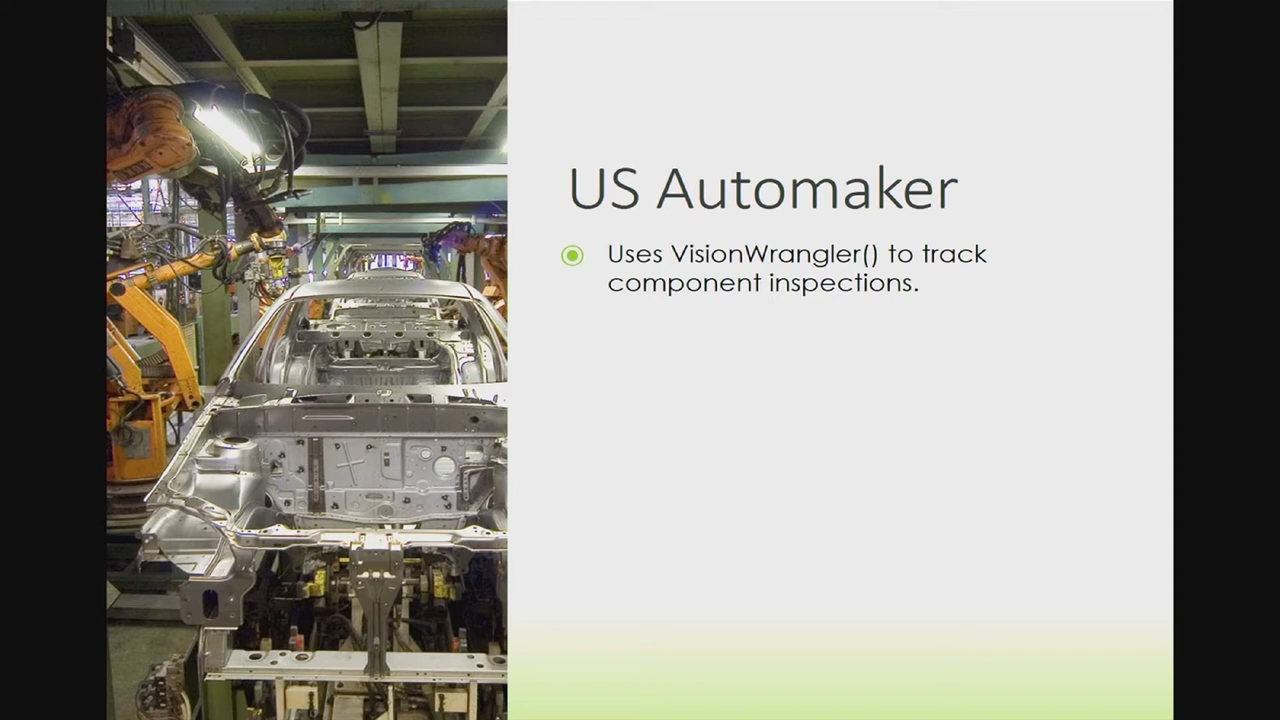 US Automaker
Uses VisionWrangler() to track
component inspections.